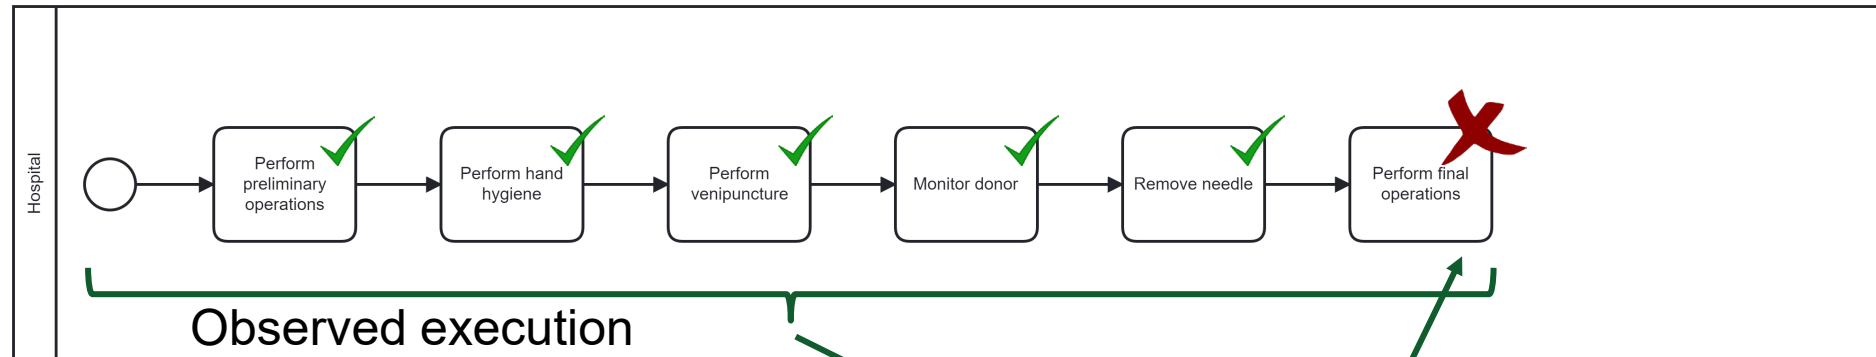 Hospital
Perform
preliminary
operations
Perform hand
hygiene
Perform
venipuncture
Monitor donor
Remove needle
Perform final
operations
Observed execution